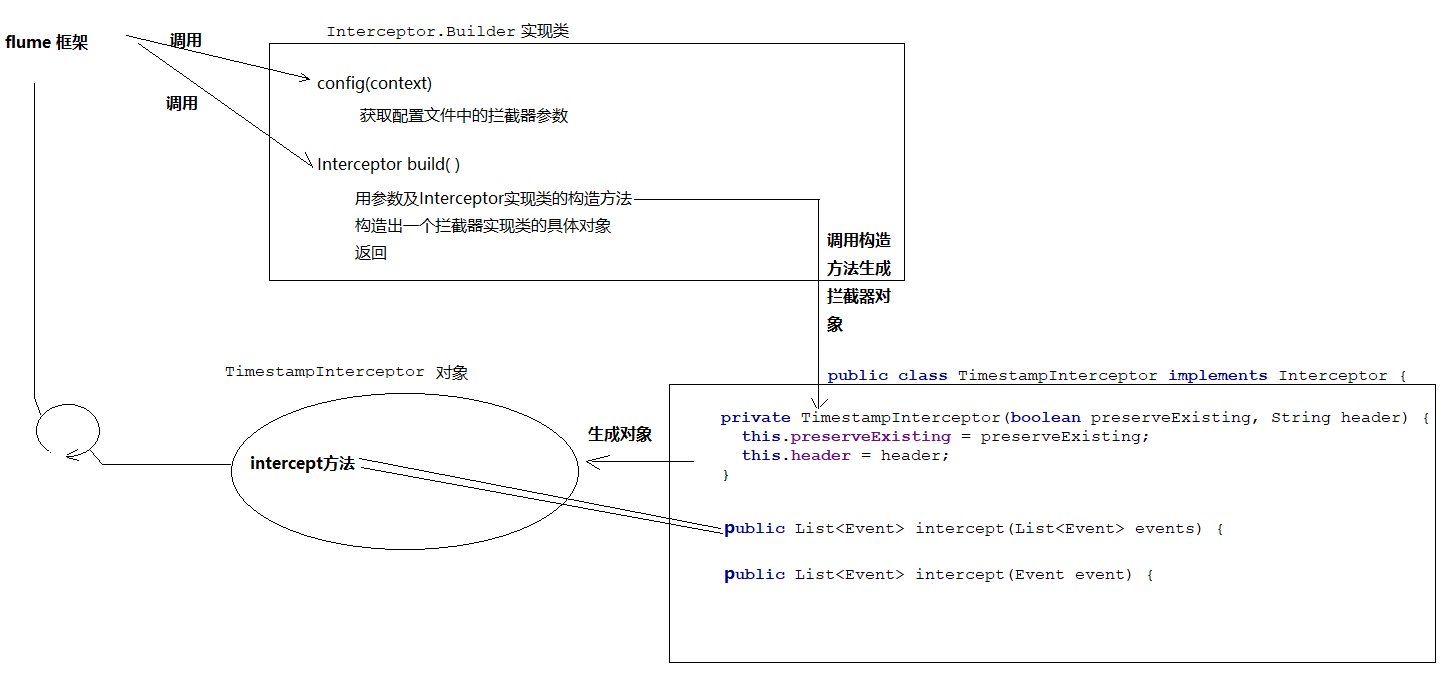 Interceptor.Builder 实现类
flume 框架
调用
config(context)
调用
获取配置文件中的拦截器参数
Interceptor build( )
用参数及Interceptor实现类的构造方法
构造出一个拦截器实现类的具体对象
返回
调用构造
方法生成
拦截器对
象
TimestampInterceptor 对象
public class TimestampInterceptor implements Interceptor {
private TimestampInterceptor(boolean preserveExisting, String header) {
this.preserveExisting = preserveExisting;
this.header = header;
}
生成对象
intercept方法
public List<Event> intercept(List<Event> events) {
public List<Event> intercept(Event event) {